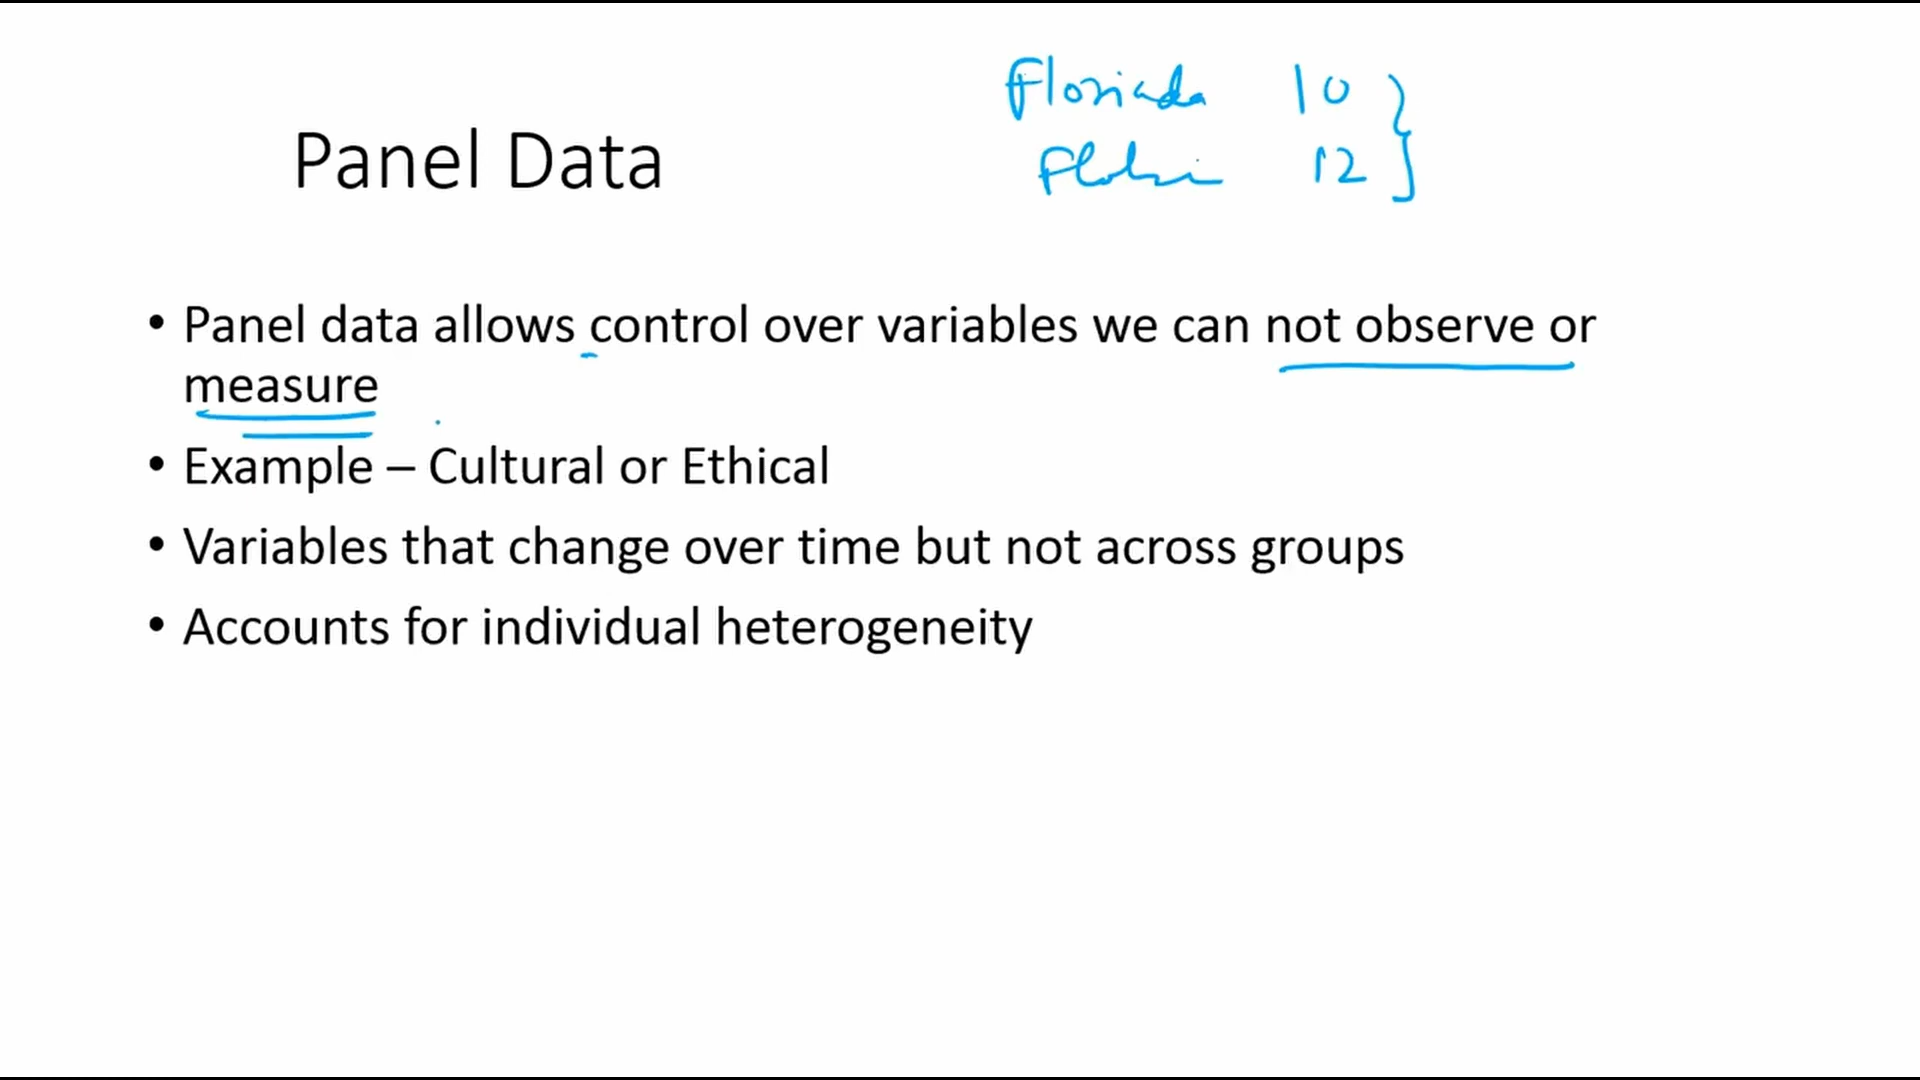 Floriada 10
12
Panel Data
• Panel data allows control over variables we can not observe or
measure
• Example – Cultural or Ethical
• Variables that change over time but not across groups
• Accounts for individual heterogeneity